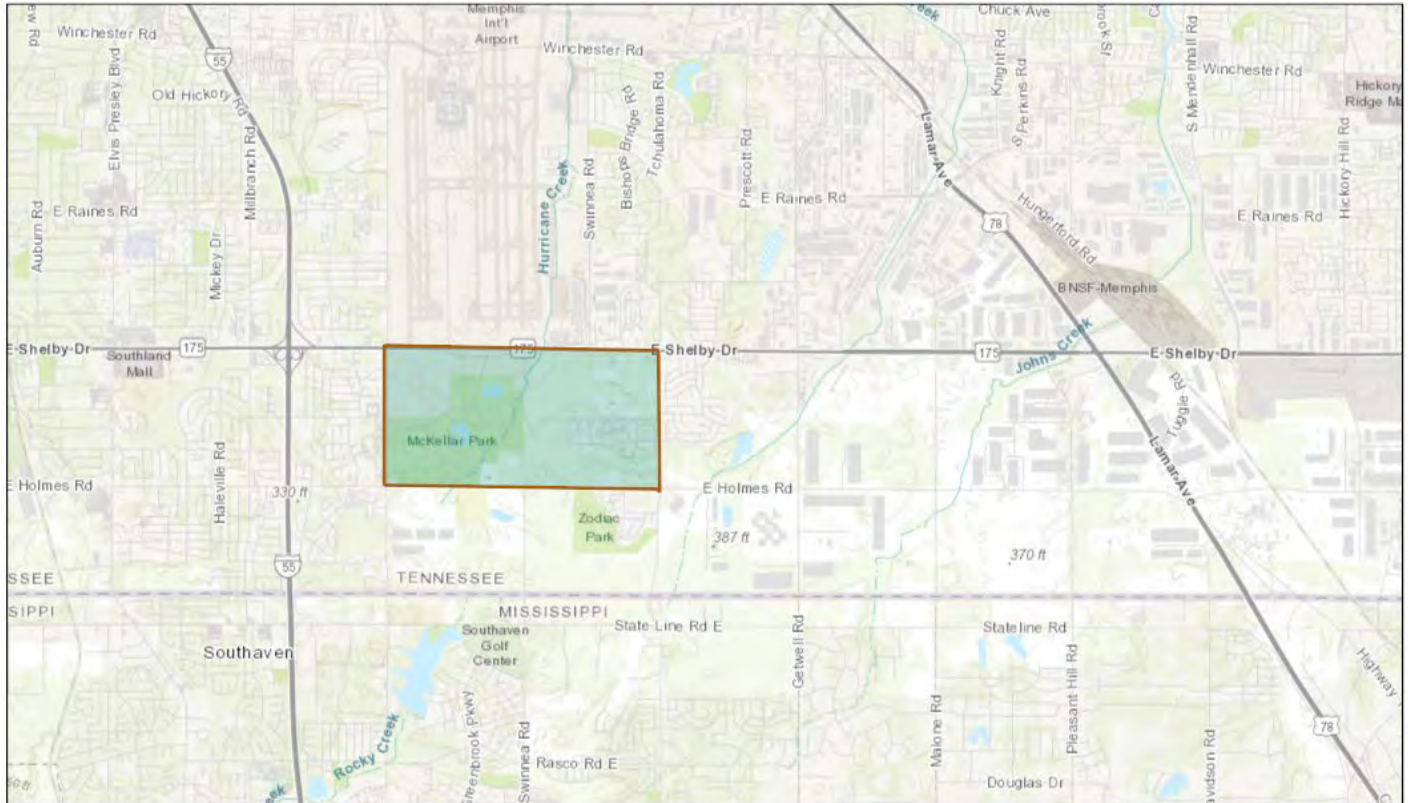 Memphis
Int'l
Airport
Chuck Ave
Creek
Winchester Rd
Winchester Rd
Winchester Rd
55
Elvis Presley Blvd
Old Hickory Rd
Millbranch Rd
Bishops Bridge Rd
Tchulahoma Rd
Knight Rd
S Perkins Rd
S Mendenhall Rd
Hickory
Hickory Hill Rd
Swinnea Rd
Prescott Rd
Lamar Ave
Hurricane Creek
Auburn Rd
E Raines Rd
E Raines Rd
E Raines Rd
Mickey Dr
78
Hungerford Rd
BNSF-Memphis
E Shelby Dr
175
Southland
Mall
175
E Shelby Dr
175
Johns Creek
E Shelby Dr
Tuggle Rd
McKellar Park
Lamar Ave
Haleville Rd
E Holmes Rd
330 ft
E Holmes Rd
Zodiac
Park
387 ft
370 ft
55
SSEE
TENNESSEE
SIPPI
MISSISSIPPI
State Line Rd E
Stateline Rd
Southaven
Southaven
Golf
Center
Getwell Rd
Pleasant Hill Rd
Highway
Malone Rd
Rocky Creek
Greenbrook Pkwy
Swinnea Rd
Rasco Rd E
78
Douglas Dr